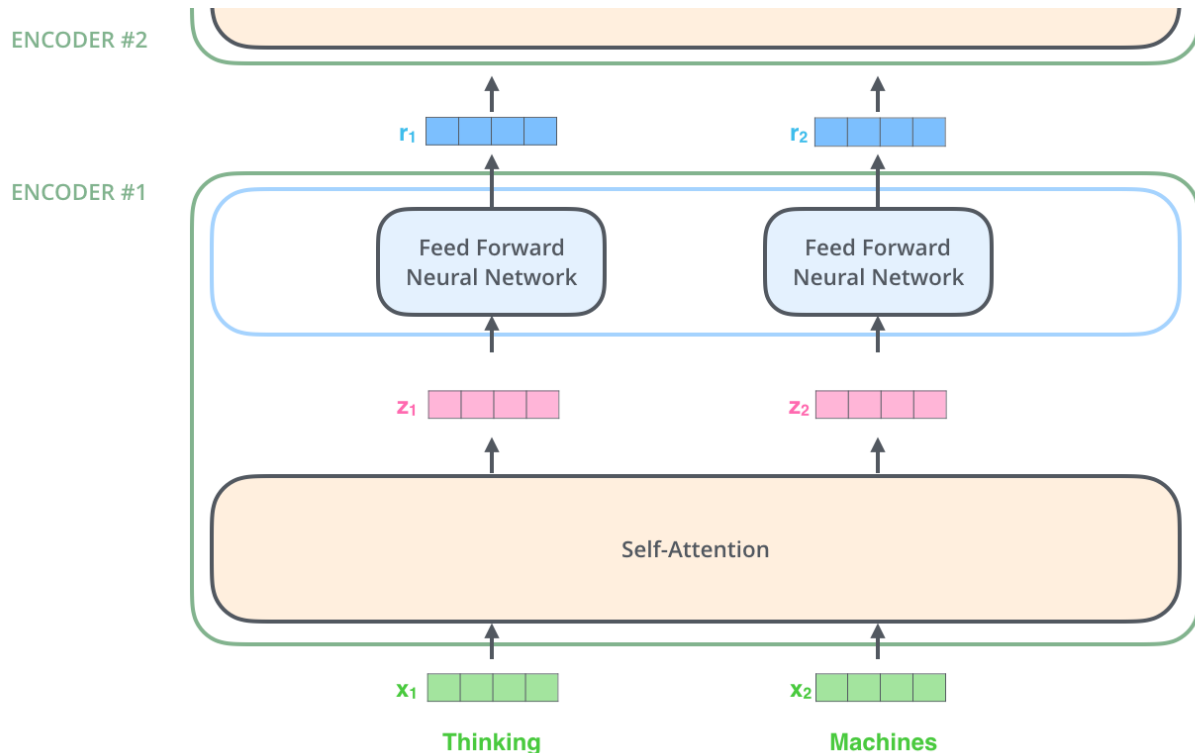 ENCODER #2
r₁
r₂
ENCODER #1
Feed Forward
Neural Network
Feed Forward
Neural Network
z₁
z₂
Self-Attention
x₁
x₂
Thinking
Machines